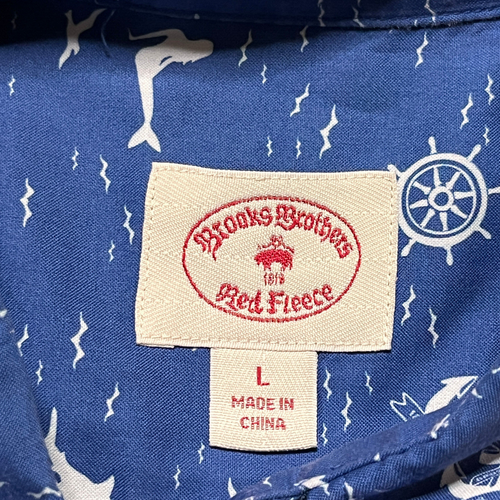 Brooks Brothers
1818
Red Fleece
L
MADE IN
CHINA